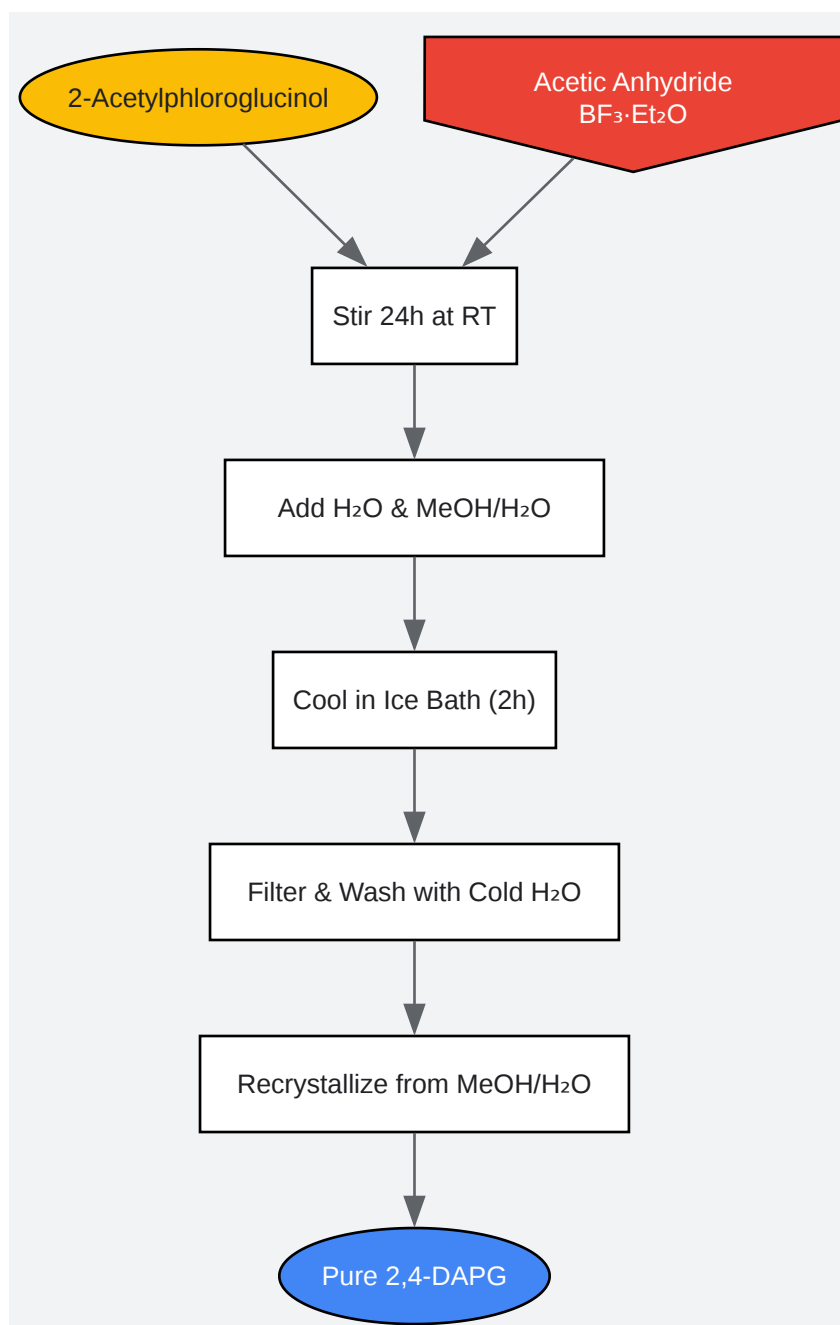 2-Acetylphloroglucinol
Acetic Anhydride
BF₃·Et₂O
Stir 24h at RT
Add H₂O & MeOH/H₂O
Cool in Ice Bath (2h)
Filter & Wash with Cold H₂O
Recrystallize from MeOH/H₂O
Pure 2,4-DAPG